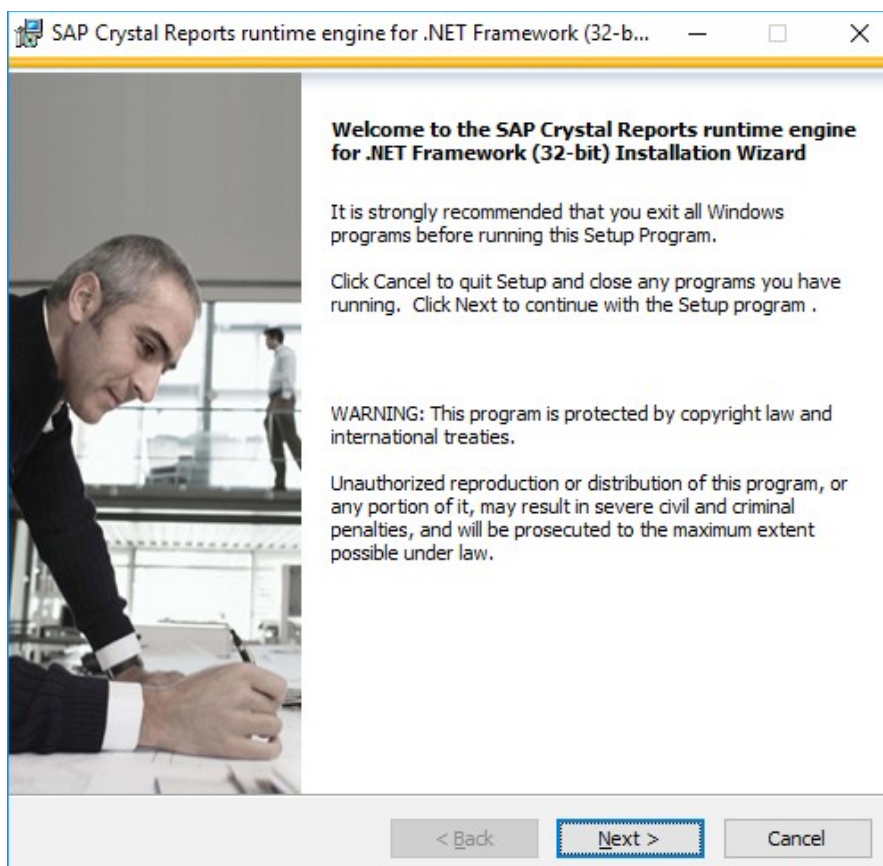 SAP Crystal Reports runtime engine for .NET Framework (32-b...
Welcome to the SAP Crystal Reports runtime engine
for .NET Framework (32-bit) Installation Wizard
It is strongly recommended that you exit all Windows
programs before running this Setup Program.
Click Cancel to quit Setup and close any programs you have
running.  Click Next to continue with the Setup program .
WARNING: This program is protected by copyright law and
international treaties.
Unauthorized reproduction or distribution of this program, or
any portion of it, may result in severe civil and criminal
penalties, and will be prosecuted to the maximum extent
possible under law.
< Back
Next >
Cancel